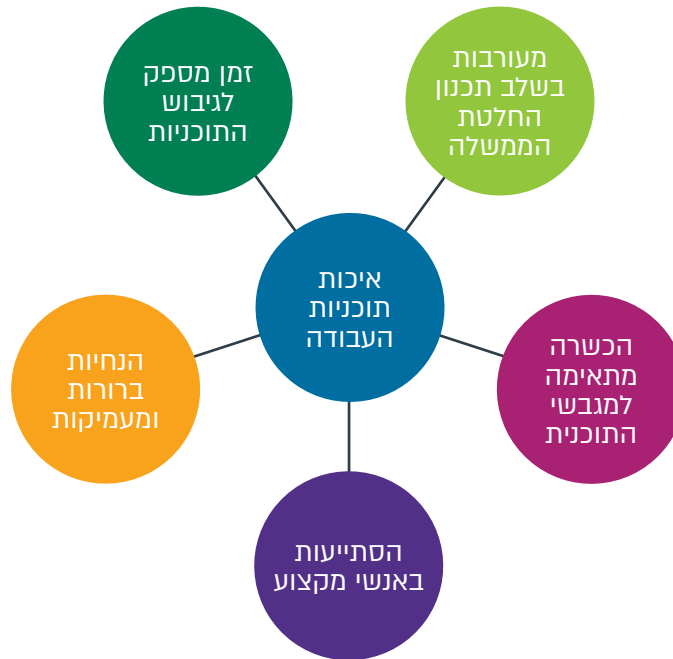 מעורבות
בשלב תכנון
החלטת
הממשלה
זמן מספק
לגיבוש
התוכניות
איכות
תוכניות
העבודה
הכשרה
מתאימה
למגבשי
התוכנית
הנחיות
ברורות
ומעמיקות
הסתייעות
באנשי מקצוע